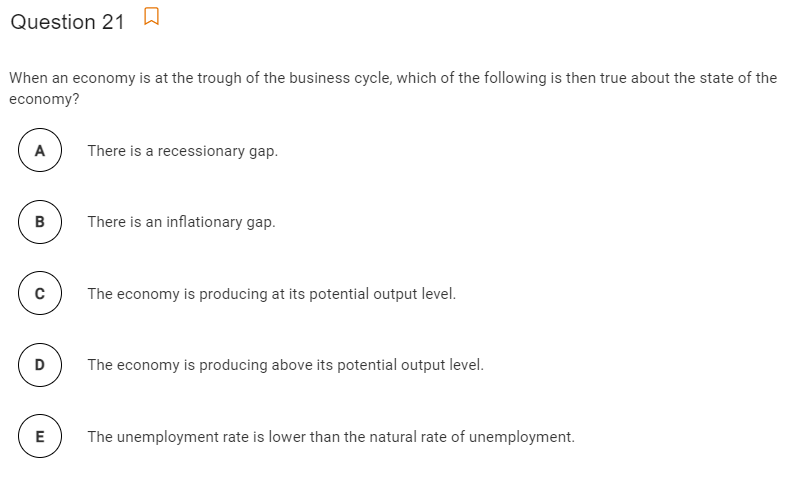 Question 21
When an economy is at the trough of the business cycle, which of the following is then true about the state of the
economy?
A There is a recessionary gap.
B There is an inflationary gap.
C The economy is producing at its potential output level.
D The economy is producing above its potential output level.
E The unemployment rate is lower than the natural rate of unemployment.